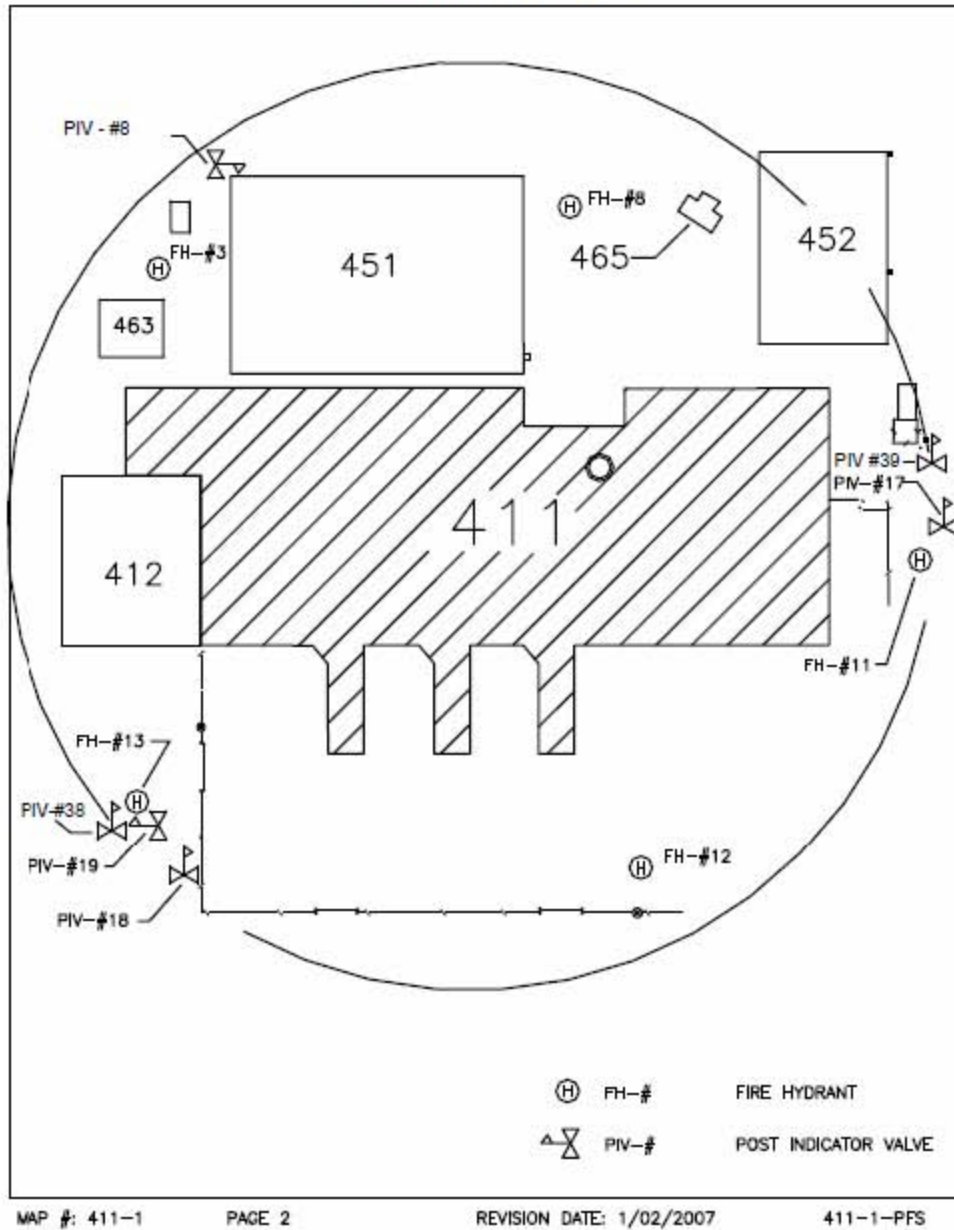 PIV - #8
FH-#8
FH-#3
465
452
451
463
PIV #39
PIV-#17
411
412
FH-#11
FH-#13
PIV-#38
FH-#12
PIV-#19
PIV-#18
H FH-# FIRE HYDRANT
PIV-# POST INDICATOR VALVE
MAP #: 411-1 PAGE 2 REVISION DATE: 1/02/2007 411-1-PFS